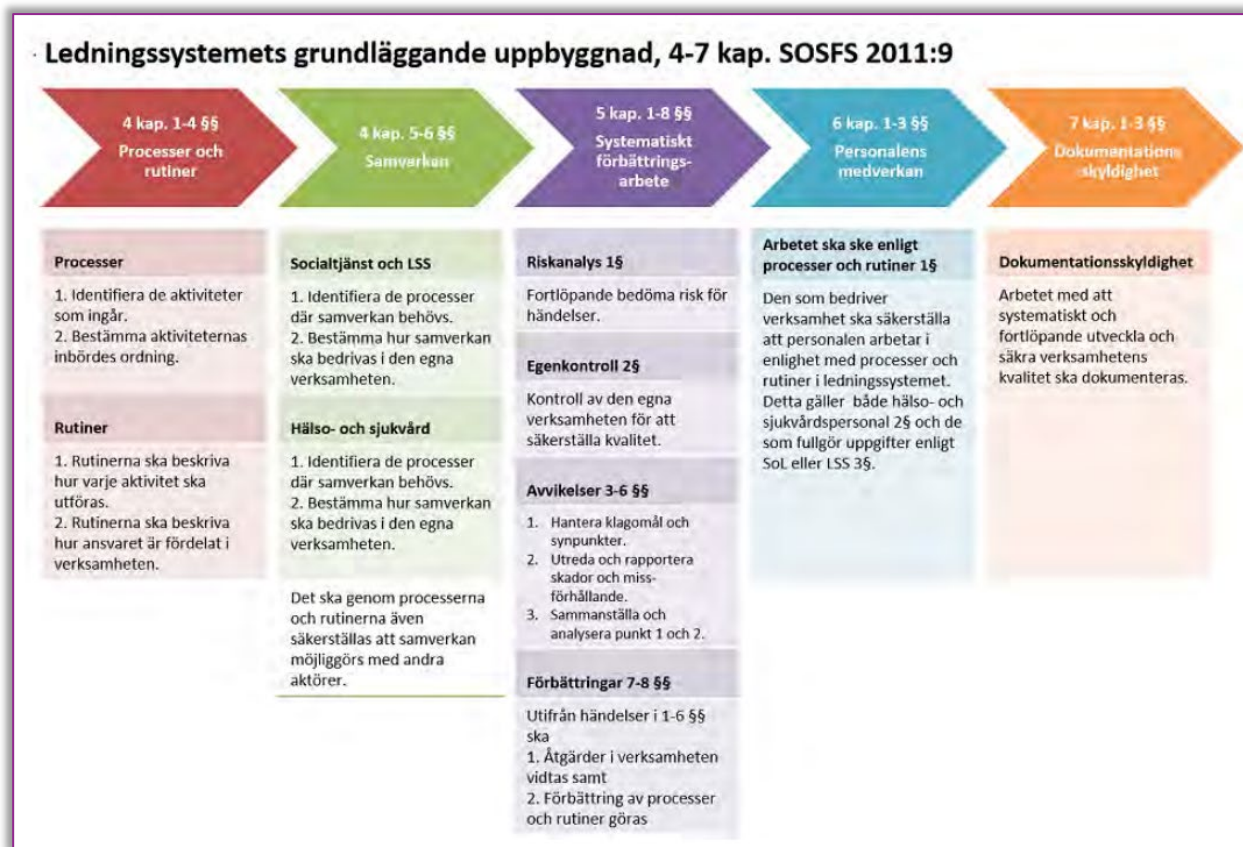 Ledningssystemets grundläggande uppbyggnad, 4-7 kap. SOSFS 2011:9
4 kap. 1-4 §§
Processer och
rutiner
4 kap. 5-6 §§
Samverkan
5 kap. 1-8 §§
Systematiskt
förbättrings-
arbete
6 kap. 1-3 §§
Personalens
medverkan
7 kap. 1-3 §§
Dokumentations
skyldighet
Processer
1. Identifiera de aktiviteter
som ingår.
2. Bestämma aktiviteternas
inbördes ordning.
Rutiner
1. Rutinerna ska beskriva
hur varje aktivitet ska
utföras.
2. Rutinerna ska beskriva
hur ansvaret är fördelat i
verksamheten.
Socialtjänst och LSS
1. Identifiera de processer
där samverkan behövs.
2. Bestämma hur samverkan
ska bedrivas i den egna
verksamheten.
Hälso- och sjukvård
1. Identifiera de processer
där samverkan behövs.
2. Bestämma hur samverkan
ska bedrivas i den egna
verksamheten.
Det ska genom processerna
och rutinerna även
säkerställas att samverkan
möjliggörs med andra
aktörer.
Riskanalys 1§
Fortlöpande bedöma risk för
händelser.
Egenkontroll 2§
Kontroll av den egna
verksamheten för att
säkerställa kvalitet.
Avvikelser 3-6 §§
1. Hantera klagomål och
synpunkter.
2. Utreda och rapportera
skador och miss-
förhållande.
3. Sammanställa och
analysera punkt 1 och 2.
Förbättringar 7-8 §§
Utifrån händelser i 1-6 §§
ska
1. Åtgärder i verksamheten
vidtas samt
2. Förbättring av processer
och rutiner göras
Arbetet ska ske enligt
processer och rutiner 1§
Den som bedriver
verksamhet ska säkerställa
att personalen arbetar i
enlighet med processer och
rutiner i ledningssystemet.
Detta gäller både hälso- och
sjukvårdspersonal 2§ och de
som fullgör uppgifter enligt
SoL eller LSS 3§.
Dokumentationsskyldighet
Arbetet med att
systematiskt och
fortlöpande utveckla och
säkra verksamhetens
kvalitet ska dokumenteras.